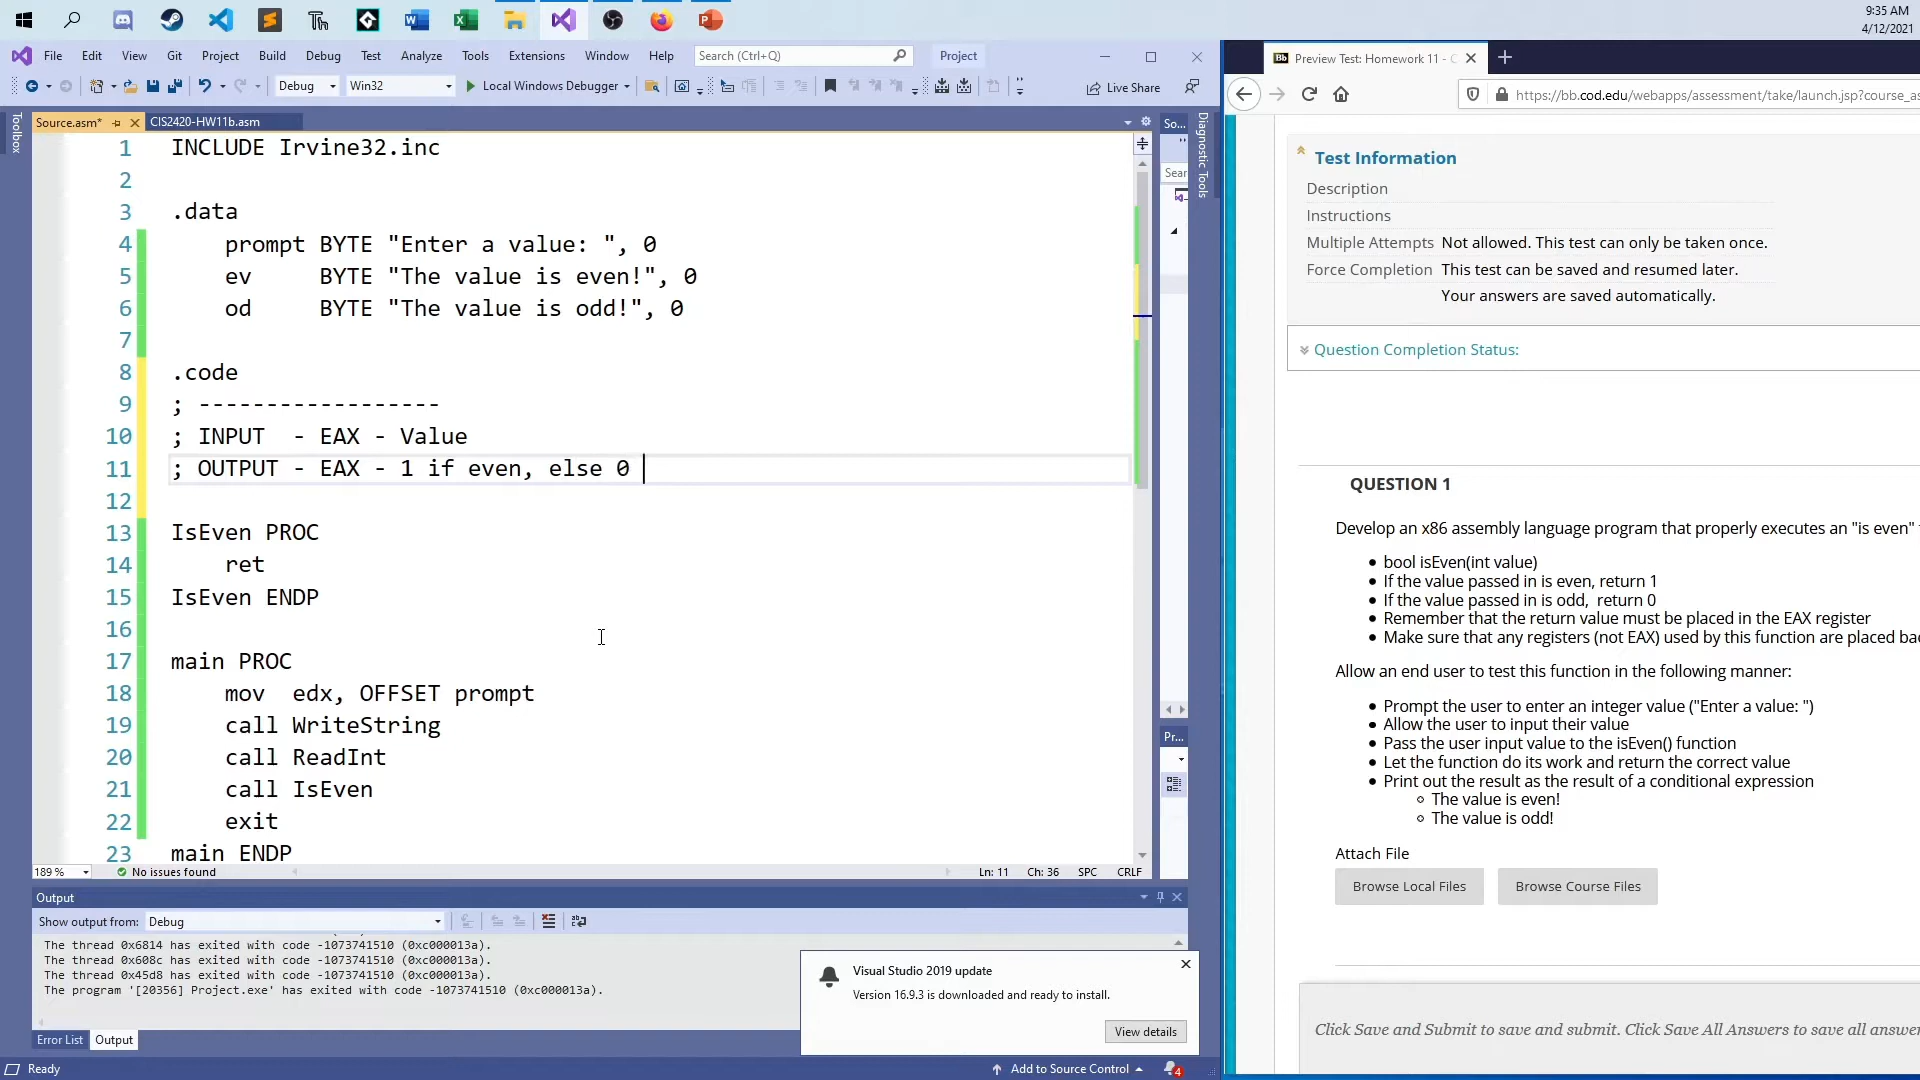 9:35 AM
4/12/2021
File Edit View Git Project Build Debug Test Analyze Tools Extensions Window Help Search (Ctrl+Q) Project
Debug Win32 Local Windows Debugger Live Share
Toolbox
Source.asm* CIS2420-HW11b.asm
1 INCLUDE Irvine32.inc
2
3 .data
4 prompt BYTE "Enter a value: ", 0
5 ev BYTE "The value is even!", 0
6 od BYTE "The value is odd!", 0
7
8 .code
9 ; ------------------
10 ; INPUT - EAX - Value
11 ; OUTPUT - EAX - 1 if even, else 0
12
13 IsEven PROC
14 ret
15 IsEven ENDP
16
17 main PROC
18 mov edx, OFFSET prompt
19 call WriteString
20 call ReadInt
21 call IsEven
22 exit
23 main ENDP
189 % No issues found Ln: 11 Ch: 36 SPC CRLF
So...
Sear
Pr...
Diagnostic Tools
Output
Show output from: Debug
The thread 0x6814 has exited with code -1073741510 (0xc000013a).
The thread 0x608c has exited with code -1073741510 (0xc000013a).
The thread 0x45d8 has exited with code -1073741510 (0xc000013a).
The program '[20356] Project.exe' has exited with code -1073741510 (0xc000013a).
Error List Output
Visual Studio 2019 update
Version 16.9.3 is downloaded and ready to install.
View details
Ready Add to Source Control 4
Bb Preview Test: Homework 11 - C
https://bb.cod.edu/webapps/assessment/take/launch.jsp?course_as
Test Information
Description
Instructions
Multiple Attempts Not allowed. This test can only be taken once.
Force Completion This test can be saved and resumed later.
Your answers are saved automatically.
Question Completion Status:
QUESTION 1
Develop an x86 assembly language program that properly executes an "is even"
• bool isEven(int value)
• If the value passed in is even, return 1
• If the value passed in is odd, return 0
• Remember that the return value must be placed in the EAX register
• Make sure that any registers (not EAX) used by this function are placed bac
Allow an end user to test this function in the following manner:
• Prompt the user to enter an integer value ("Enter a value: ")
• Allow the user to input their value
• Pass the user input value to the isEven() function
• Let the function do its work and return the correct value
• Print out the result as the result of a conditional expression
○ The value is even!
○ The value is odd!
Attach File
Browse Local Files Browse Course Files
Click Save and Submit to save and submit. Click Save All Answers to save all answer